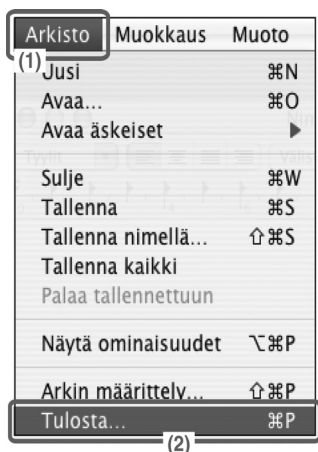 Arkisto Muokkaus Muoto
(1)
Uusi ⌘N
Avaa... ⌘O
Avaa äskeiset ▶
Sulje ⌘W
Tallenna ⌘S
Tallenna nimellä... ⇧⌘S
Tallenna kaikki
Palaa tallennettuun
Näytä ominaisuudet ⌥⌘P
Arkin määrittely... ⇧⌘P
Tulosta... ⌘P
(2)